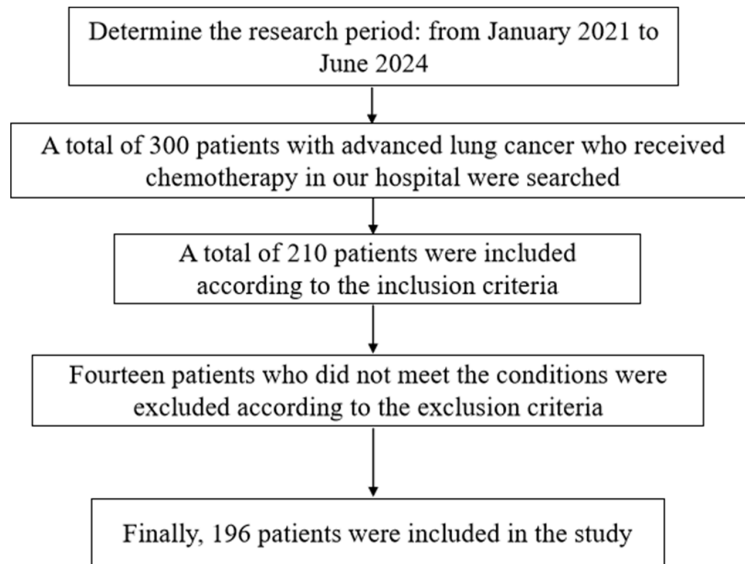 Determine the research period: from January 2021 to
June 2024
A total of 300 patients with advanced lung cancer who received
chemotherapy in our hospital were searched
A total of 210 patients were included
according to the inclusion criteria
Fourteen patients who did not meet the conditions were
excluded according to the exclusion criteria
Finally, 196 patients were included in the study